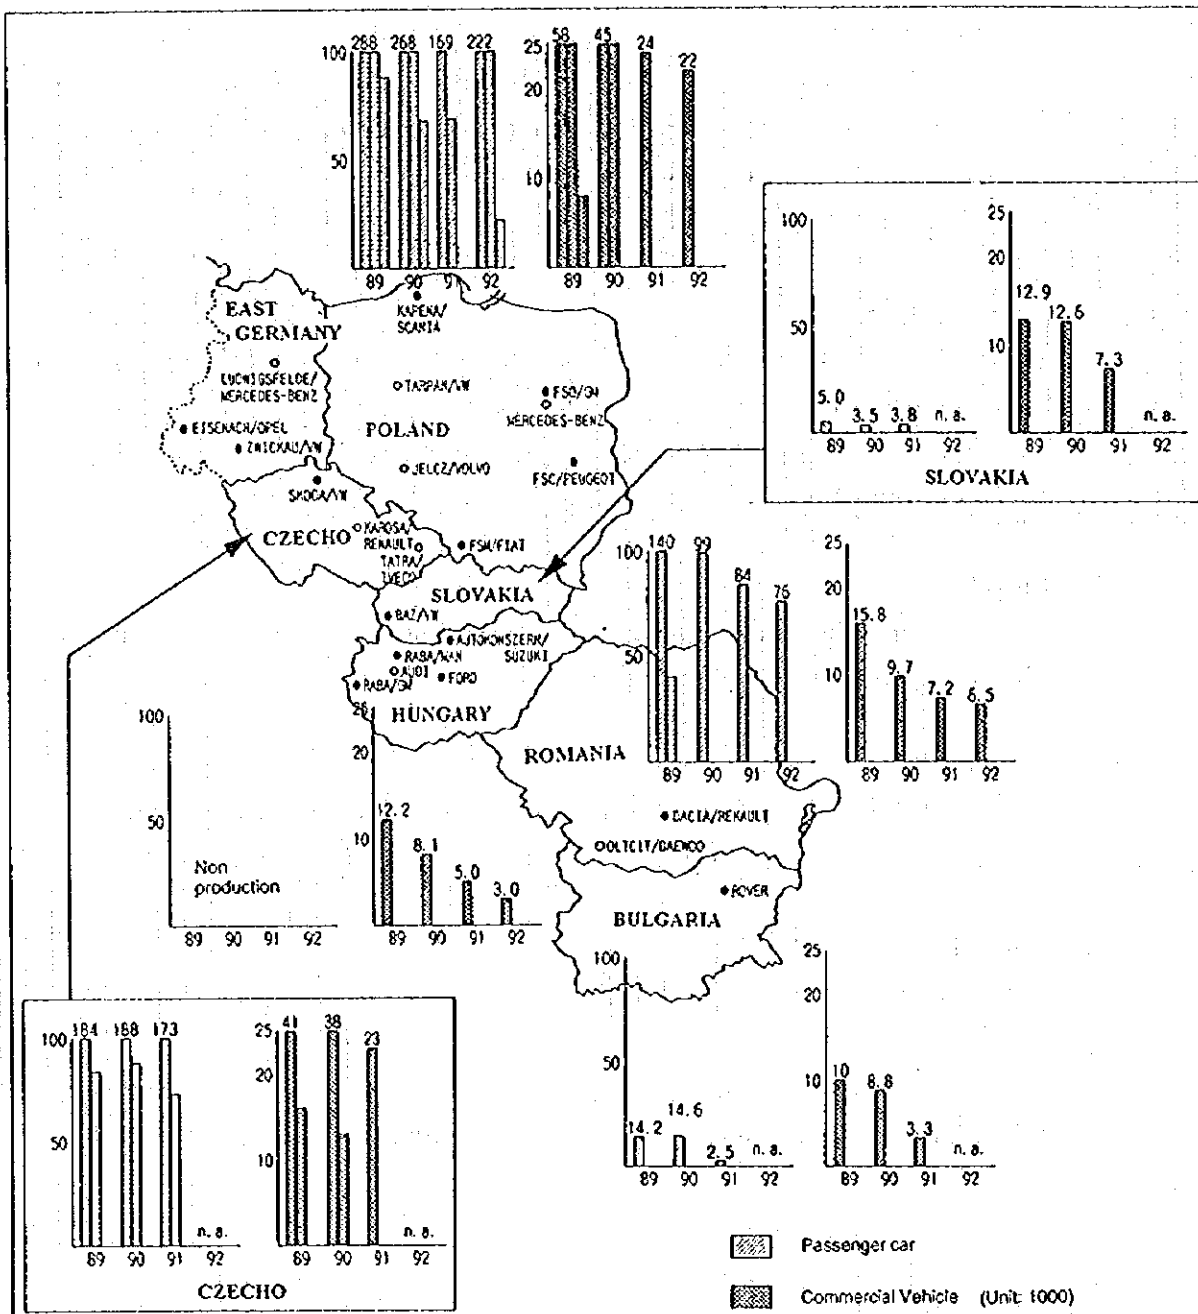 288 268 169 222
100
50
89 90 91 92
58 45 24 22
25
20
10
89 90 91 92
100
50
5.0 3.5 3.8 n. a.
89 90 91 92
25
20
10
12.9 12.6 7.3 n. a.
89 90 91 92
SLOVAKIA
EAST
GERMANY
LUDWIGSFELDE/
MERCEDES-BENZ
EISENACH/OPEL
ZWICKAU/VW
KAPENA/
SCANIA
TARPAN/VW
FSO/GM
MERCEDES-BENZ
POLAND
JELCZ/VOLVO
FSC/PEUGEOT
SKODA/VW
CZECHO
KAROSA/
RENAULT
TATRA/
IVECO
FSM/FIAT
SLOVAKIA
BAZ/VW
AUTOKONSZERN/
SUZUKI
RABA/MAN
AUDI
RABA/GM
FORD
HUNGARY
140 99 84 76
100
50
89 90 91 92
25
20
10
15.8 9.7 7.2 6.5
89 90 91 92
ROMANIA
DACIA/RENAULT
OLTCIT/DAEWOO
ROVER
BULGARIA
100
50
Non
production
89 90 91 92
25
20
10
12.2 8.1 5.0 3.0
89 90 91 92
100
50
14.2 14.6 2.5 n. a.
89 90 91 92
25
20
10
10 8.8 3.3 n. a.
89 90 91 92
184 188 173
100
50
n. a.
89 90 91 92
41 38 23
25
20
10
n. a.
89 90 91 92
CZECHO
Passenger car
Commercial Vehicle (Unit: 1000)